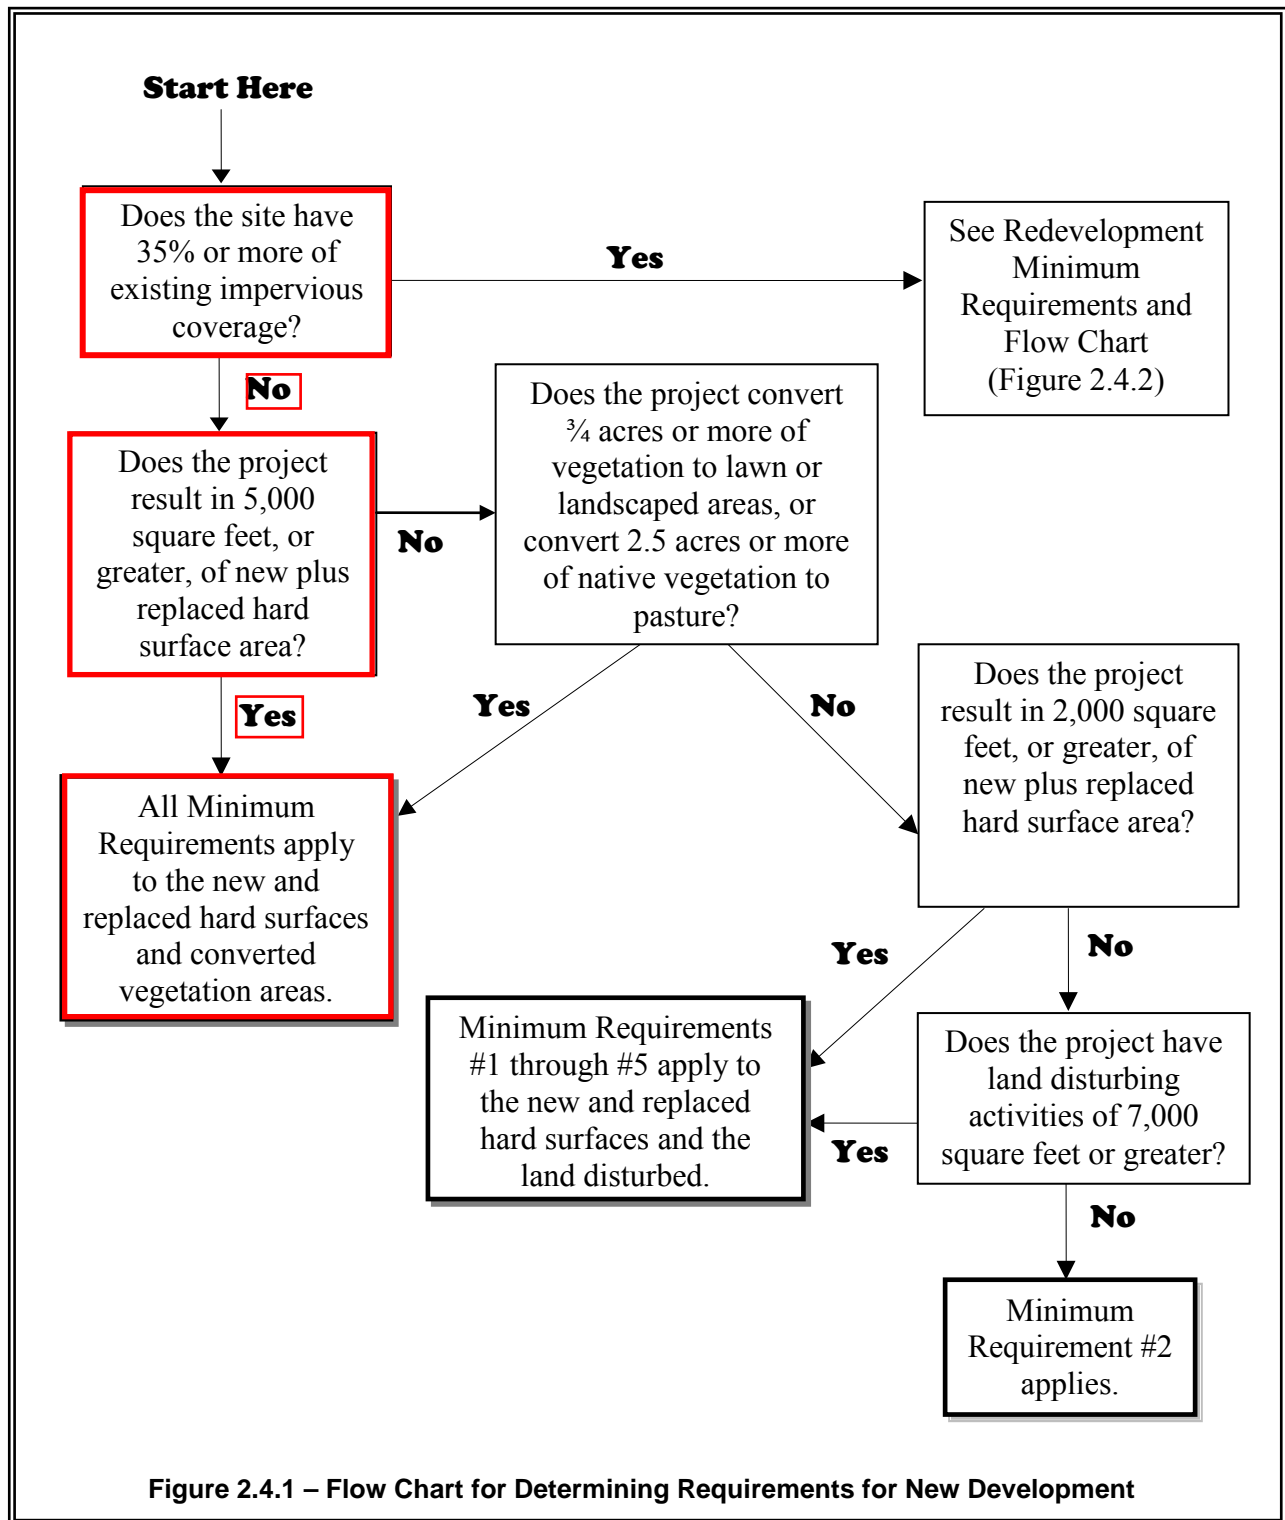 Start Here
Does the site have
35% or more of
existing impervious
coverage?
Yes
See Redevelopment
Minimum
Requirements and
Flow Chart
(Figure 2.4.2)
No
Does the project
result in 5,000
square feet, or
greater, of new plus
replaced hard
surface area?
No
Does the project convert
¾ acres or more of
vegetation to lawn or
landscaped areas, or
convert 2.5 acres or more
of native vegetation to
pasture?
Yes
Yes
No
Does the project
result in 2,000 square
feet, or greater, of
new plus replaced
hard surface area?
All Minimum
Requirements apply
to the new and
replaced hard surfaces
and converted
vegetation areas.
Yes
No
Minimum Requirements
#1 through #5 apply to
the new and replaced
hard surfaces and the
land disturbed.
Yes
Does the project have
land disturbing
activities of 7,000
square feet or greater?
No
Minimum
Requirement #2
applies.
Figure 2.4.1 – Flow Chart for Determining Requirements for New Development